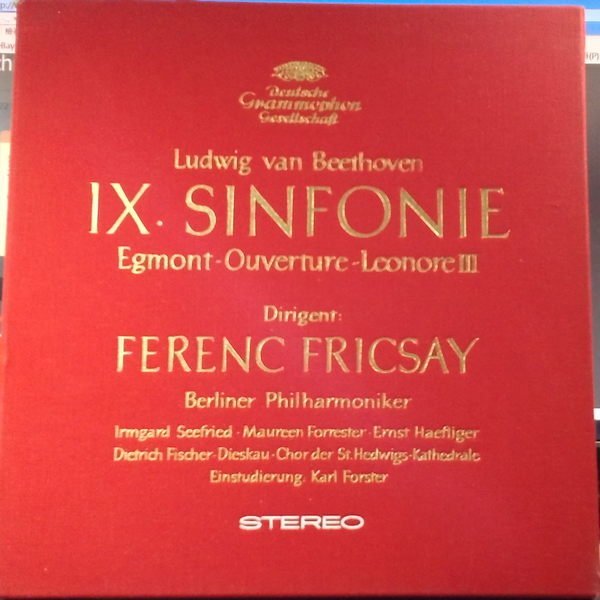 Deutsche
Grammophon
Gesellschaft
Ludwig van Beethoven
IX. SINFONIE
Egmont-Ouverture-Leonore III
Dirigent:
FERENC FRICSAY
Berliner Philharmoniker
Irmgard Seefried · Maureen Forrester · Ernst Haefliger
Dietrich Fischer-Dieskau · Chor der St. Hedwigs-Kathedrale
Einstudierung: Karl Forster
STEREO